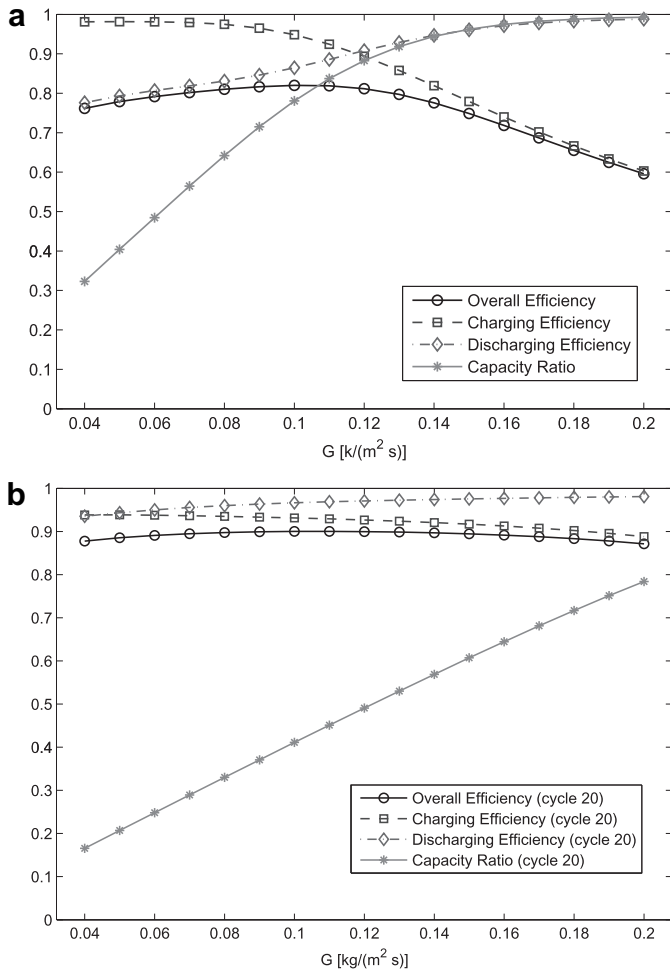 a
1
0.9
0.8
0.7
0.6
0.5
0.4
0.3
0.2
0.1
0
0.04 0.06 0.08 0.1 0.12 0.14 0.16 0.18 0.2
G [k/(m² s)]
Overall Efficiency
Charging Efficiency
Discharging Efficiency
Capacity Ratio
b
1
0.9
0.8
0.7
0.6
0.5
0.4
0.3
0.2
0.1
0
0.04 0.06 0.08 0.1 0.12 0.14 0.16 0.18 0.2
G [kg/(m² s)]
Overall Efficiency (cycle 20)
Charging Efficiency (cycle 20)
Discharging Efficiency (cycle 20)
Capacity Ratio (cycle 20)